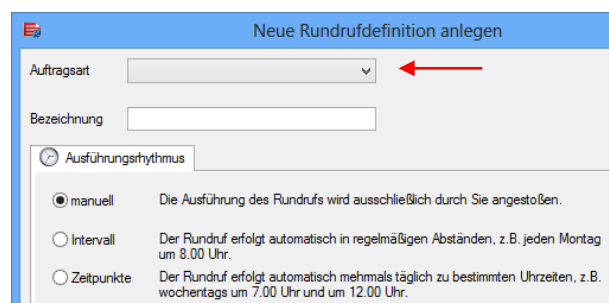 Neue Rundrufdefinition anlegen
Auftragsart
Bezeichnung
Ausführungsrhythmus
manuell Die Ausführung des Rundrufs wird ausschließlich durch Sie angestoßen.
Intervall Der Rundruf erfolgt automatisch in regelmäßigen Abständen, z.B. jeden Montag
um 8.00 Uhr.
Zeitpunkte Der Rundruf erfolgt automatisch mehrmals täglich zu bestimmten Uhrzeiten, z.B.
wochentags um 7.00 Uhr und um 12.00 Uhr.